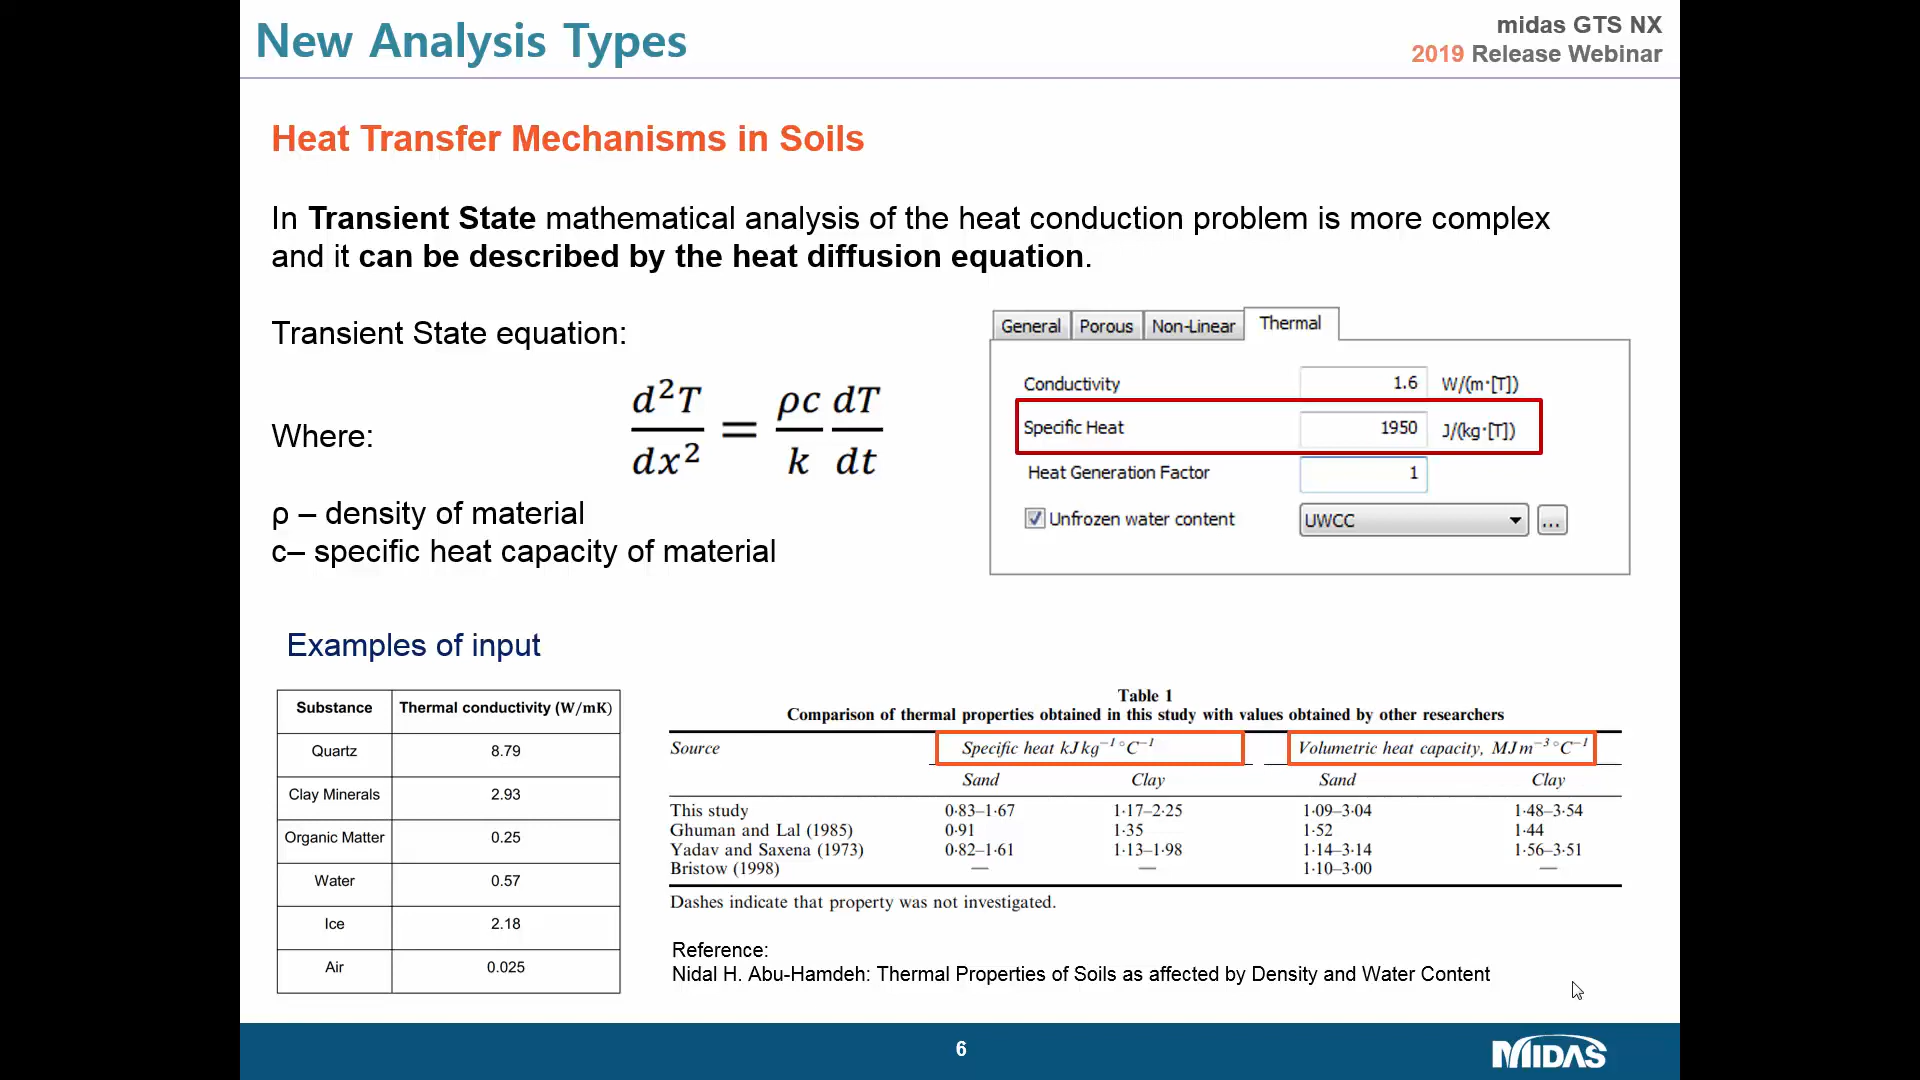 New Analysis Types
midas GTS NX
2019 Release Webinar
Heat Transfer Mechanisms in Soils
In Transient State mathematical analysis of the heat conduction problem is more complex
and it can be described by the heat diffusion equation.
Transient State equation:
d²T/dx² = ρc/k dT/dt
Where:
ρ – density of material
c– specific heat capacity of material
General Porous Non-Linear Thermal
Conductivity 1.6 W/(m·[T])
Specific Heat 1950 J/(kg·[T])
Heat Generation Factor 1
Unfrozen water content UWCC ...
Examples of input
Substance Thermal conductivity (W/mK)
Quartz 8.79
Clay Minerals 2.93
Organic Matter 0.25
Water 0.57
Ice 2.18
Air 0.025
Table 1
Comparison of thermal properties obtained in this study with values obtained by other researchers
Source Specific heat kJ kg⁻¹ °C⁻¹ Volumetric heat capacity, MJ m⁻³ °C⁻¹
Sand Clay Sand Clay
This study 0·83–1·67 1·17–2·25 1·09–3·04 1·48–3·54
Ghuman and Lal (1985) 0·91 1·35 1·52 1·44
Yadav and Saxena (1973) 0·82–1·61 1·13–1·98 1·14–3·14 1·56–3·51
Bristow (1998) — — 1·10–3·00 —
Dashes indicate that property was not investigated.
Reference:
Nidal H. Abu-Hamdeh: Thermal Properties of Soils as affected by Density and Water Content
6
MIDAS